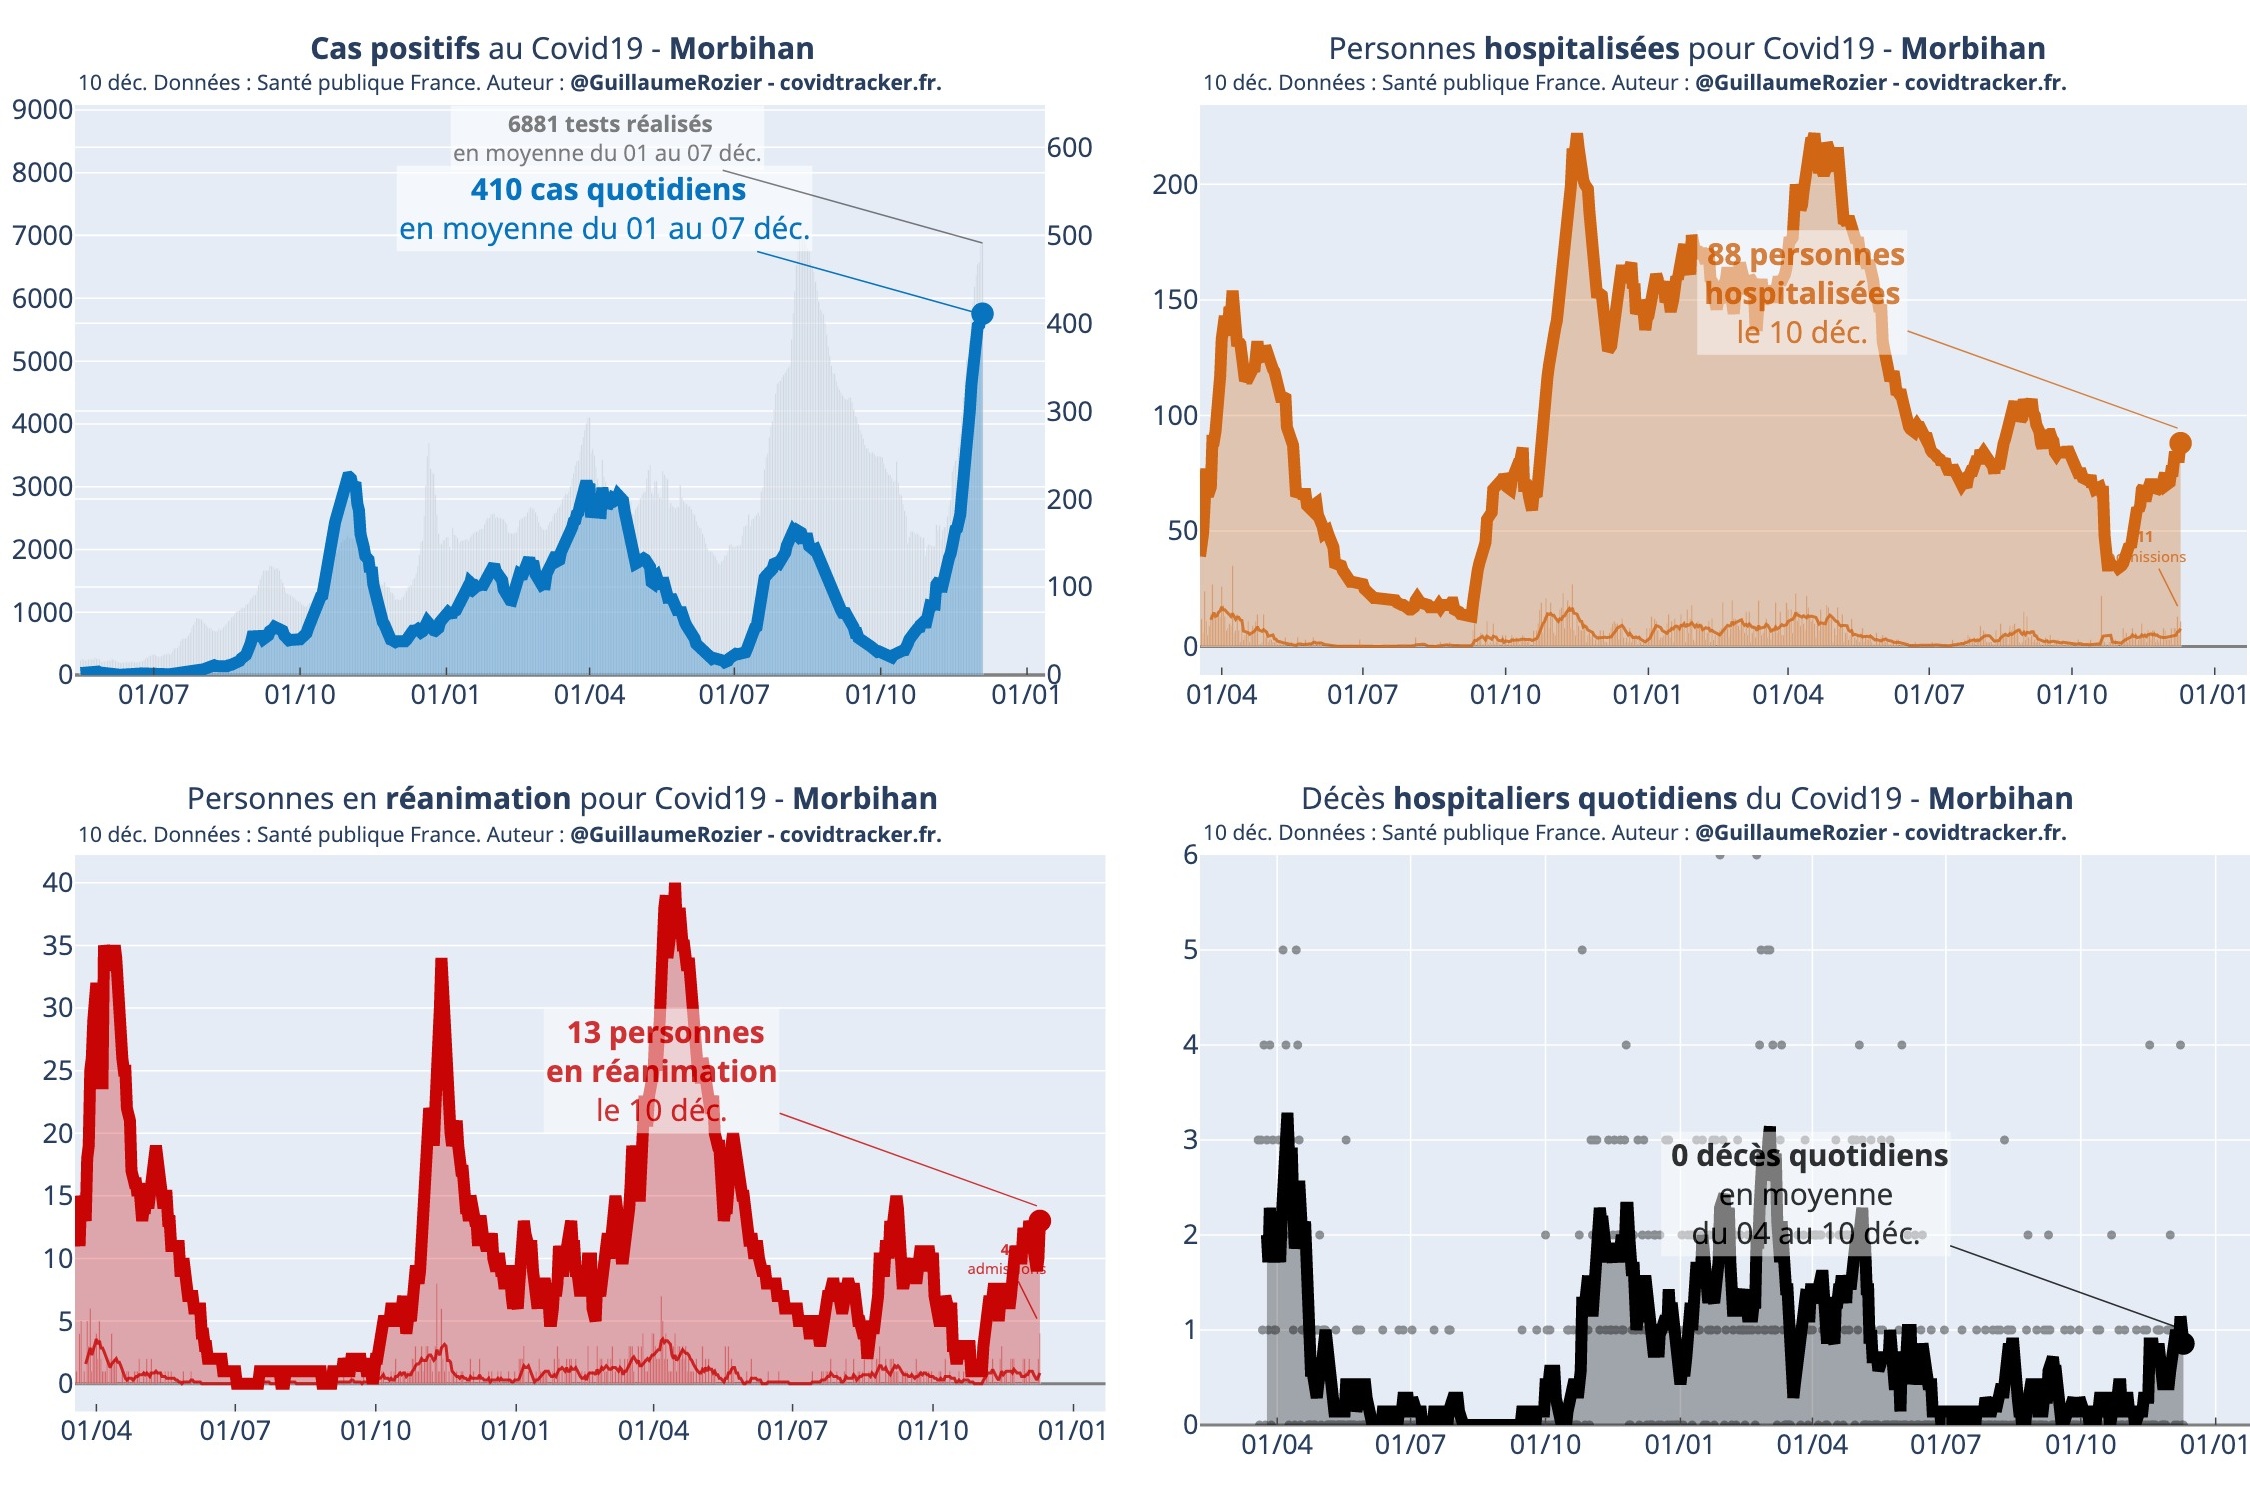 Cas positifs au Covid19 - Morbihan
10 déc. Données : Santé publique France. Auteur : @GuillaumeRozier - covidtracker.fr.
9000
8000
7000
6000
5000
4000
3000
2000
1000
0
6881 tests réalisés
en moyenne du 01 au 07 déc.
410 cas quotidiens
en moyenne du 01 au 07 déc.
600
500
400
300
200
100
0
01/07 01/10 01/01 01/04 01/07 01/10 01/01
Personnes hospitalisées pour Covid19 - Morbihan
10 déc. Données : Santé publique France. Auteur : @GuillaumeRozier - covidtracker.fr.
200
150
100
50
0
88 personnes
hospitalisées
le 10 déc.
11
01/04 01/07 01/10 01/01 01/04 01/07 01/10 01/01
Personnes en réanimation pour Covid19 - Morbihan
10 déc. Données : Santé publique France. Auteur : @GuillaumeRozier - covidtracker.fr.
40
35
30
25
20
15
10
5
0
13 personnes
en réanimation
le 10 déc.
4
admissions
01/04 01/07 01/10 01/01 01/04 01/07 01/10 01/01
Décès hospitaliers quotidiens du Covid19 - Morbihan
10 déc. Données : Santé publique France. Auteur : @GuillaumeRozier - covidtracker.fr.
6
5
4
3
2
1
0
0 décès quotidiens
en moyenne
du 04 au 10 déc.
01/04 01/07 01/10 01/01 01/04 01/07 01/10 01/01